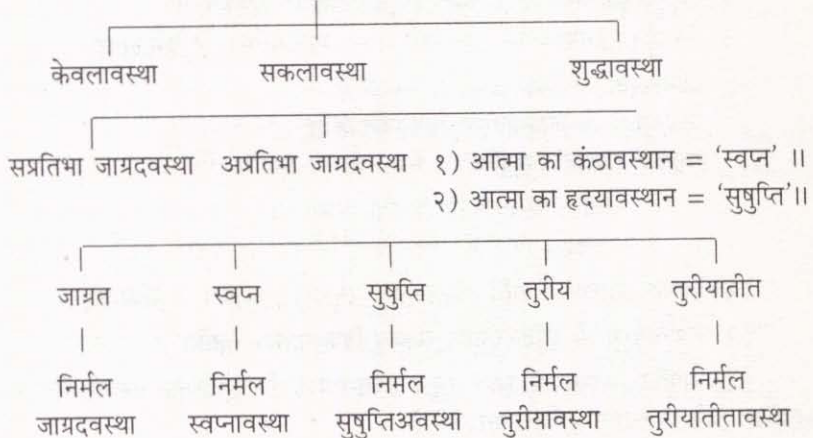 केवलावस्था सकलावस्था शुद्धावस्था
सप्रतिभा जाग्रदवस्था अप्रतिभा जाग्रदवस्था १) आत्मा का कंठावस्थान = 'स्वप्न' ॥
२) आत्मा का हृदयावस्थान = 'सुषुप्ति'॥
जाग्रत स्वप्न सुषुप्ति तुरीय तुरीयातीत
निर्मल निर्मल निर्मल निर्मल निर्मल
जाग्रदवस्था स्वप्नावस्था सुषुप्तिअवस्था तुरीयावस्था तुरीयातीतावस्था